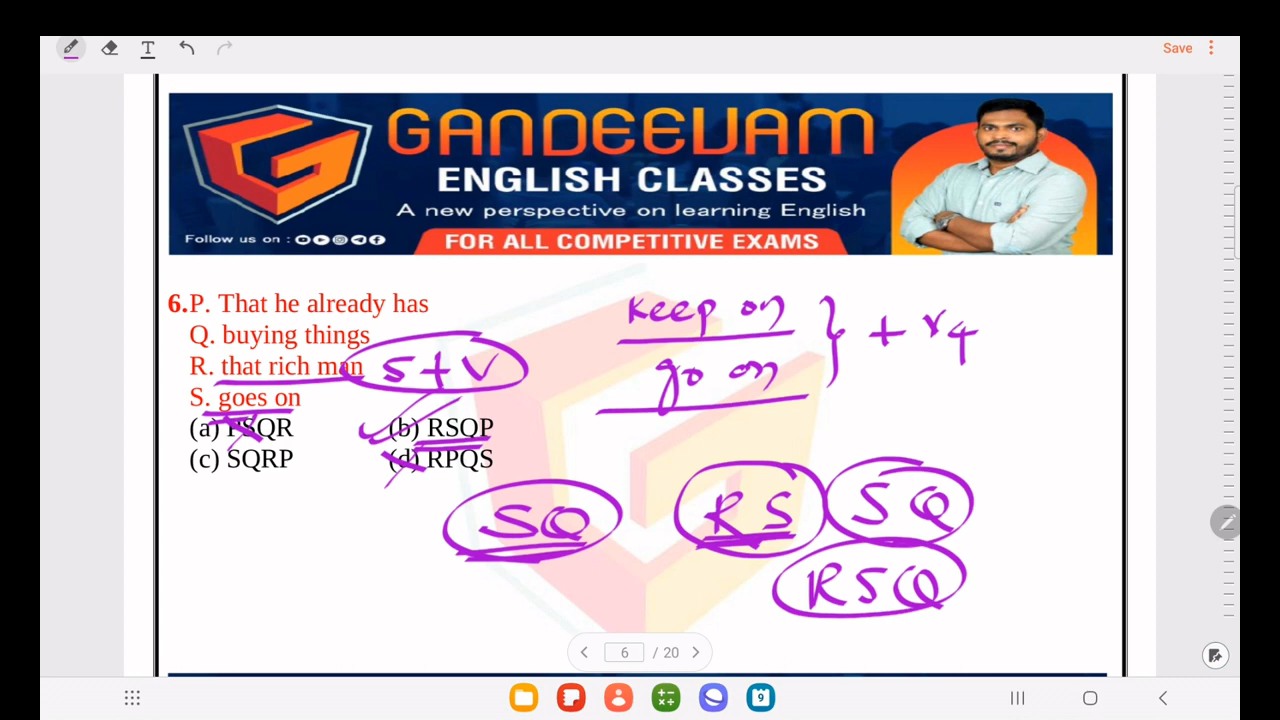 T
Save
GANDEEVAM
ENGLISH CLASSES
A new perspective on learning English
Follow us on :
FOR ALL COMPETITIVE EXAMS
6.P. That he already has
Q. buying things
R. that rich man
S. goes on
(a) PSQR (b) RSQP
(c) SQRP (d) RPQS
keep on
go on
+ V4
S+V
SQ RS SQ
RSQ
6 / 20
9